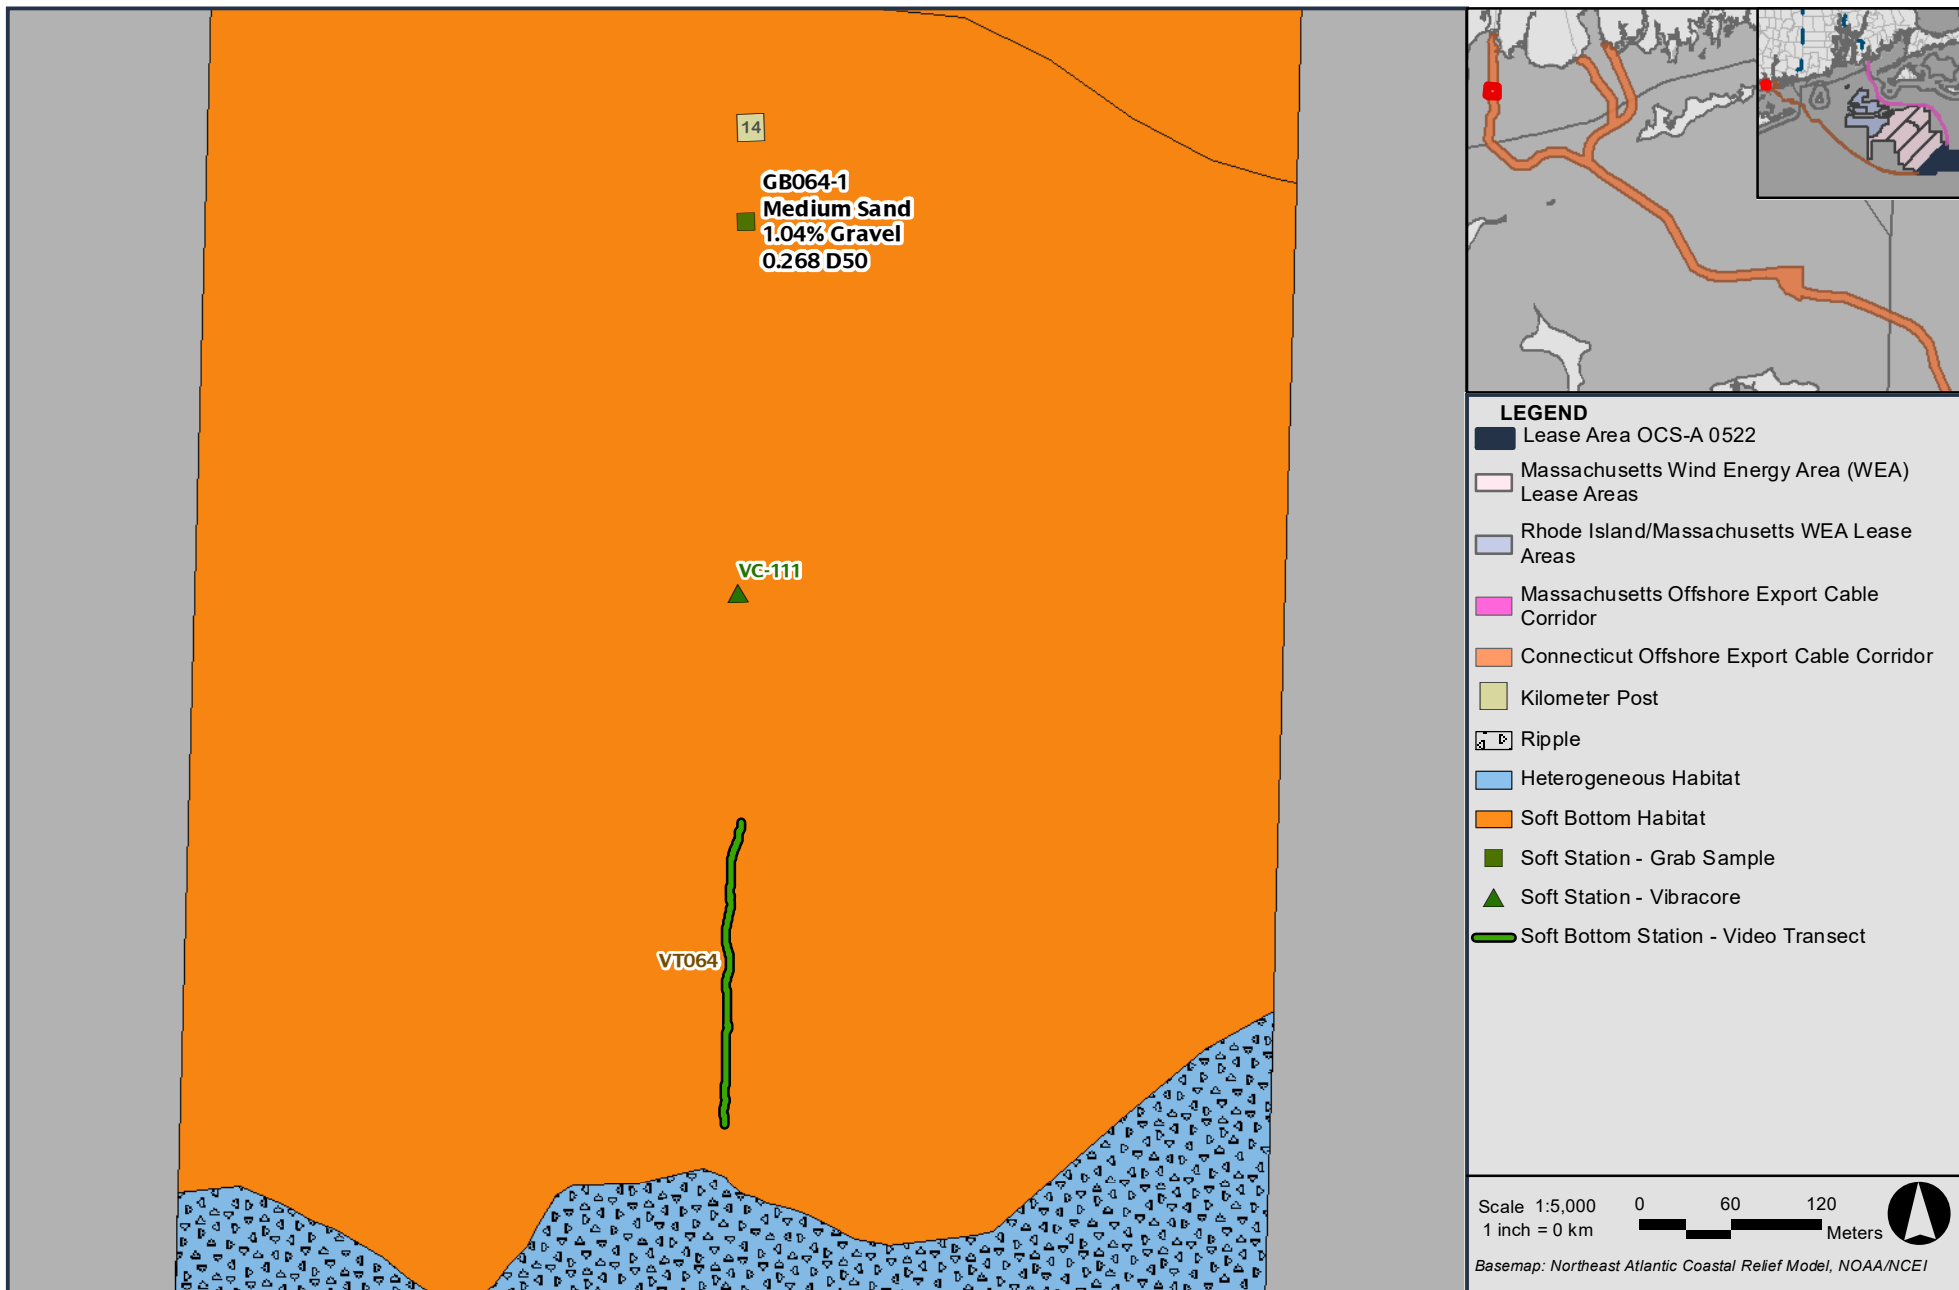 14
GB064-1
Medium Sand
1.04% Gravel
0.268 D50
VC-111
VT064
LEGEND
Lease Area OCS-A 0522
Massachusetts Wind Energy Area (WEA)
Lease Areas
Rhode Island/Massachusetts WEA Lease
Areas
Massachusetts Offshore Export Cable
Corridor
Connecticut Offshore Export Cable Corridor
Kilometer Post
Ripple
Heterogeneous Habitat
Soft Bottom Habitat
Soft Station - Grab Sample
Soft Station - Vibracore
Soft Bottom Station - Video Transect
Scale 1:5,000
1 inch = 0 km
0 60 120
Meters
Basemap: Northeast Atlantic Coastal Relief Model, NOAA/NCEI